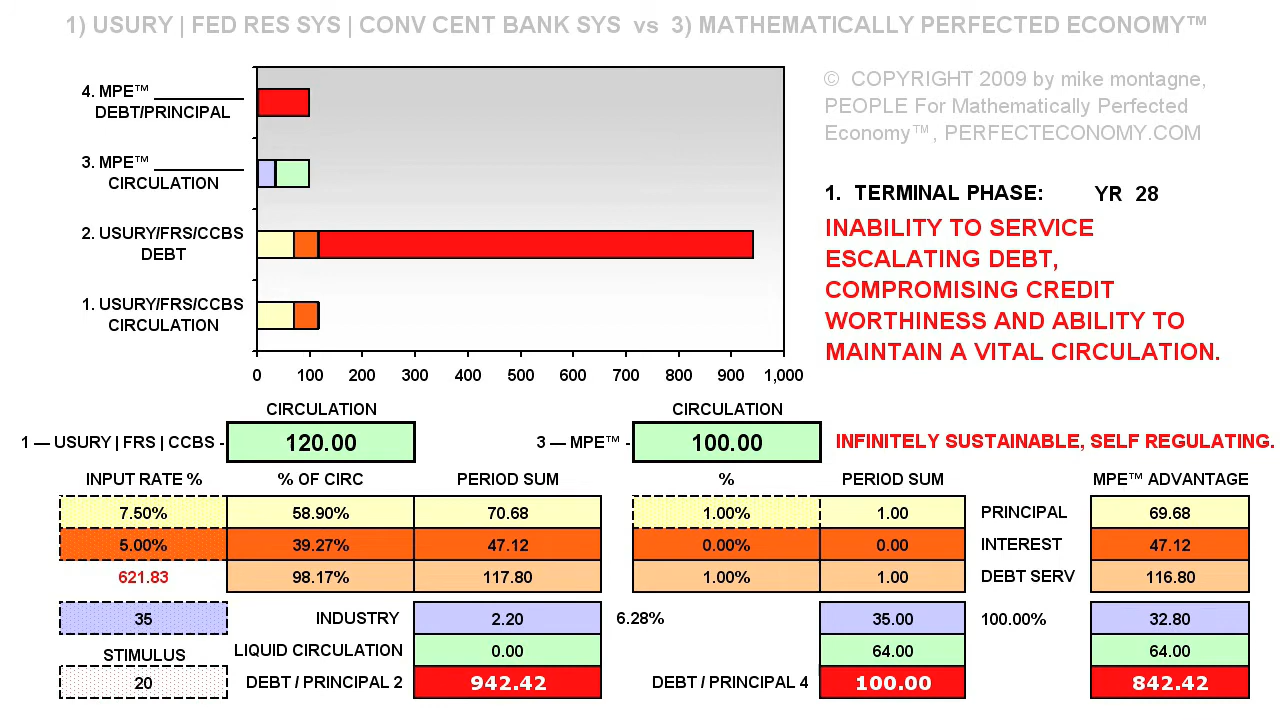 1) USURY | FED RES SYS | CONV CENT BANK SYS vs 3) MATHEMATICALLY PERFECTED ECONOMY™
4. MPE™ __________
DEBT/PRINCIPAL
3. MPE™ __________
CIRCULATION
2. USURY/FRS/CCBS
DEBT
1. USURY/FRS/CCBS
CIRCULATION
0 100 200 300 400 500 600 700 800 1,000
© COPYRIGHT 2009 by mike montagne,
PEOPLE For Mathematically Perfected
Economy™, PERFECTECONOMY.COM
1. TERMINAL PHASE: YR 28
INABILITY TO SERVICE
ESCALATING DEBT,
COMPROMISING CREDIT
WORTHINESS AND ABILITY TO
MAINTAIN A VITAL CIRCULATION.
CIRCULATION CIRCULATION
1 — USURY | FRS | CCBS - 120.00 3 — MPE™ - 100.00 INFINITELY SUSTAINABLE, SELF REGULATING.
INPUT RATE % % OF CIRC PERIOD SUM % PERIOD SUM MPE™ ADVANTAGE
7.50% 58.90% 70.68 1.00% 1.00 PRINCIPAL 69.68
5.00% 39.27% 47.12 0.00% 0.00 INTEREST 47.12
621.83 98.17% 117.80 1.00% 1.00 DEBT SERV 116.80
35 INDUSTRY 2.20 6.28% 35.00 100.00% 32.80
STIMULUS LIQUID CIRCULATION 0.00 64.00 64.00
20 DEBT / PRINCIPAL 2 942.42 DEBT / PRINCIPAL 4 100.00 842.42